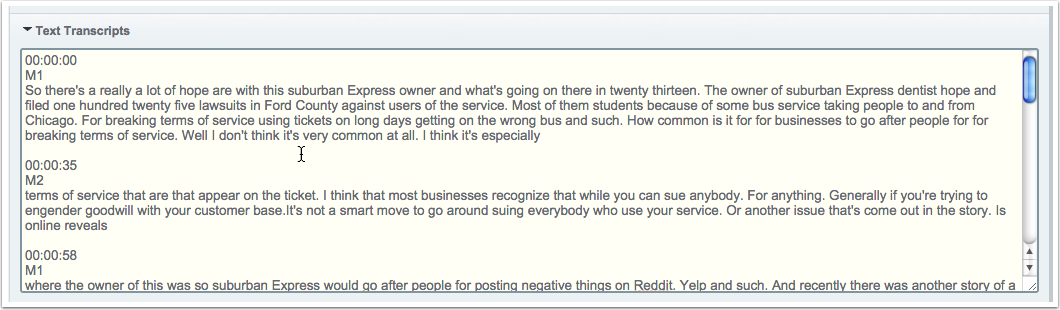 Text Transcripts
00:00:00
M1
So there's a really a lot of hope are with this suburban Express owner and what's going on there in twenty thirteen. The owner of suburban Express dentist hope and
filed one hundred twenty five lawsuits in Ford County against users of the service. Most of them students because of some bus service taking people to and from
Chicago. For breaking terms of service using tickets on long days getting on the wrong bus and such. How common is it for for businesses to go after people for for
breaking terms of service. Well I don't think it's very common at all. I think it's especially
00:00:35
M2
terms of service that are that appear on the ticket. I think that most businesses recognize that while you can sue anybody. For anything. Generally if you're trying to
engender goodwill with your customer base.It's not a smart move to go around suing everybody who use your service. Or another issue that's come out in the story. Is
online reveals
00:00:58
M1
where the owner of this was so suburban Express would go after people for posting negative things on Reddit. Yelp and such. And recently there was another story of a